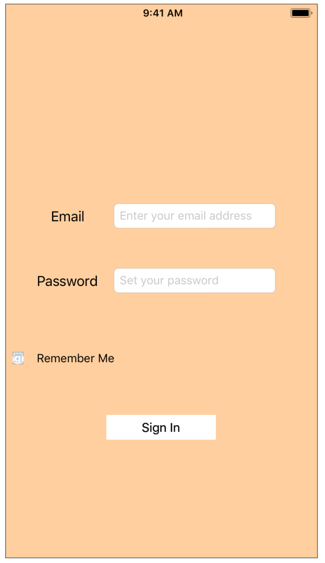 9:41 AM
Email Enter your email address
Password Set your password
Remember Me
Sign In